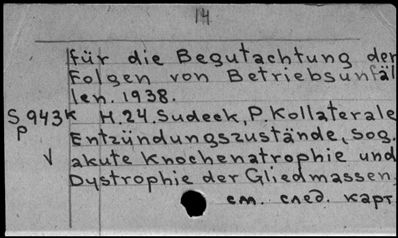 14
für die Begutachtung der
Folgen von Betriebsunfäl
len. 1938.
S943k H.24. Sudeck, P. Kollaterale
P Entzündungszustände, sog.
V akute Knochenatrophie und
Dystrophie der Gliedmassen.
см. след. карт